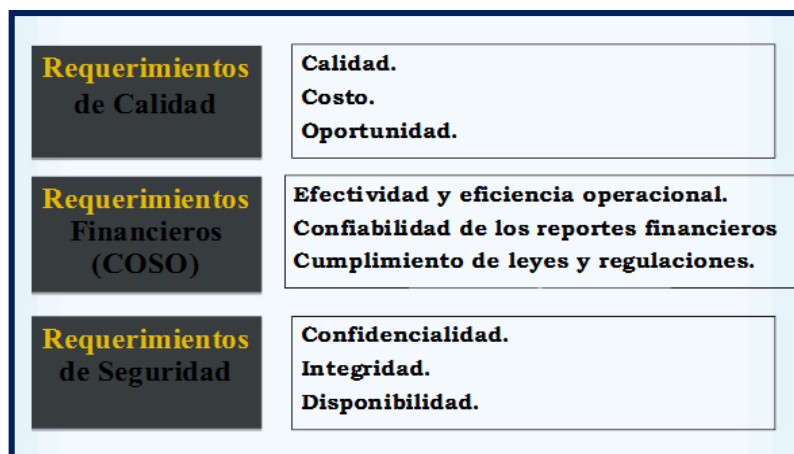 Requerimientos
de Calidad
Calidad.
Costo.
Oportunidad.
Requerimientos
Financieros
(COSO)
Efectividad y eficiencia operacional.
Confiabilidad de los reportes financieros
Cumplimiento de leyes y regulaciones.
Requerimientos
de Seguridad
Confidencialidad.
Integridad.
Disponibilidad.